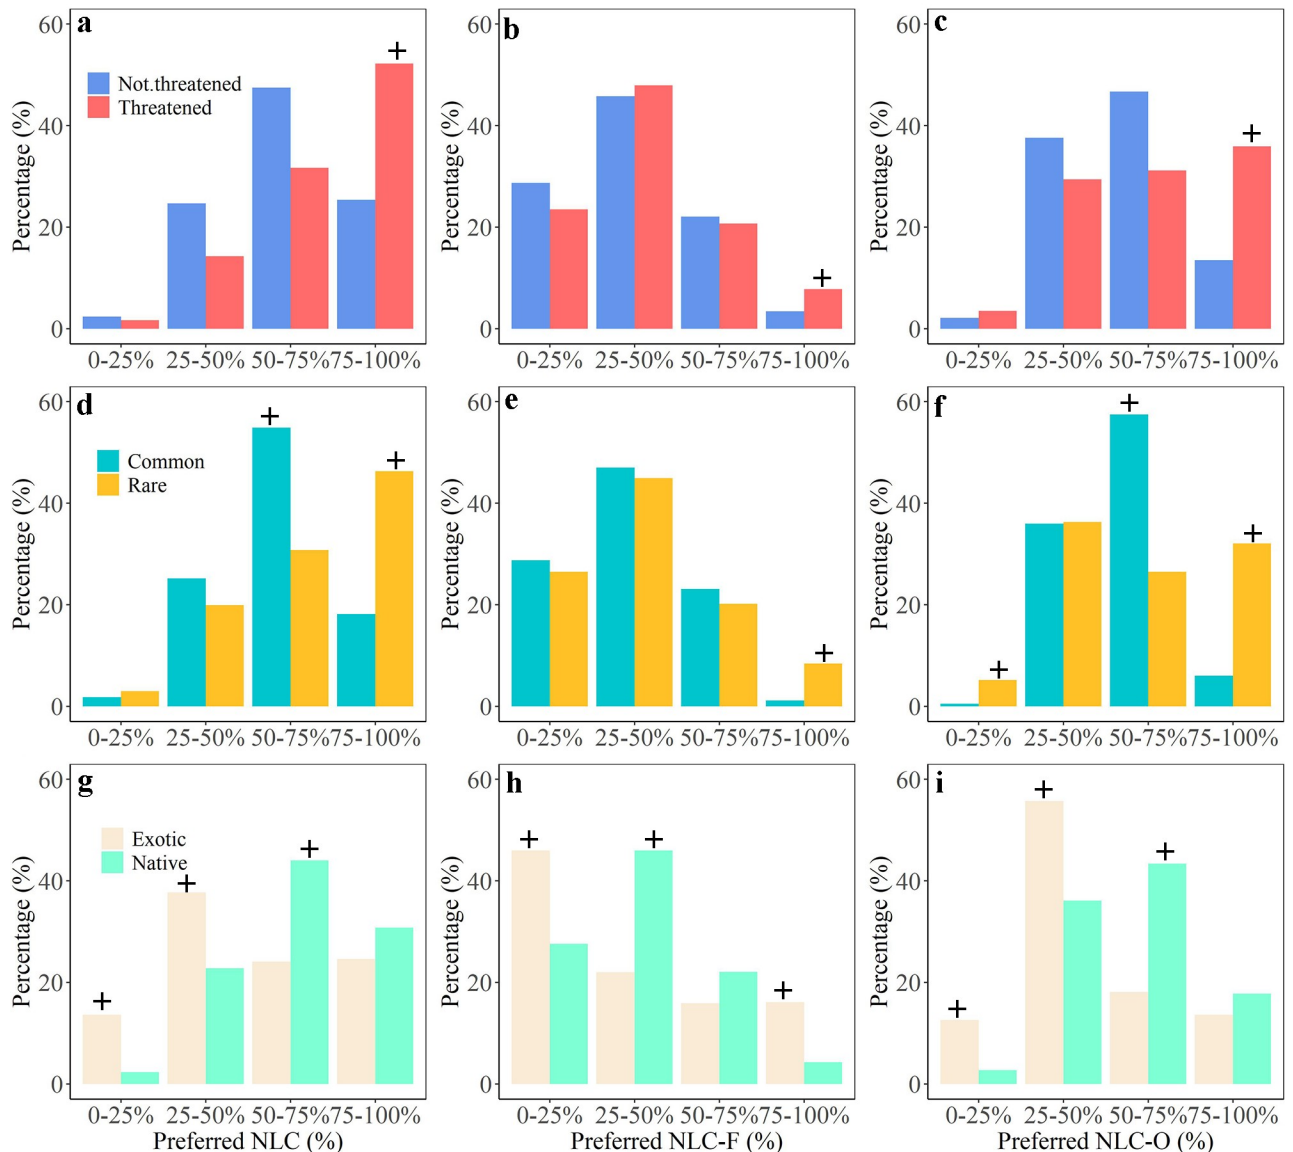 a
60
40
20
0
Percentage (%)
Not.threatened
Threatened
+
0-25% 25-50% 50-75% 75-100%
b
60
40
20
0
Percentage (%)
+
0-25% 25-50% 50-75% 75-100%
c
60
40
20
0
Percentage (%)
+
0-25% 25-50% 50-75% 75-100%
d
60
40
20
0
Percentage (%)
Common
Rare
+ +
0-25% 25-50% 50-75% 75-100%
e
60
40
20
0
Percentage (%)
+
0-25% 25-50% 50-75% 75-100%
f
60
40
20
0
Percentage (%)
+ + +
0-25% 25-50% 50-75% 75-100%
g
60
40
20
0
Percentage (%)
Exotic
Native
+ + +
0-25% 25-50% 50-75% 75-100%
Preferred NLC (%)
h
60
40
20
0
Percentage (%)
+ + +
0-25% 25-50% 50-75% 75-100%
Preferred NLC-F (%)
i
60
40
20
0
Percentage (%)
+ + +
0-25% 25-50% 50-75% 75-100%
Preferred NLC-O (%)